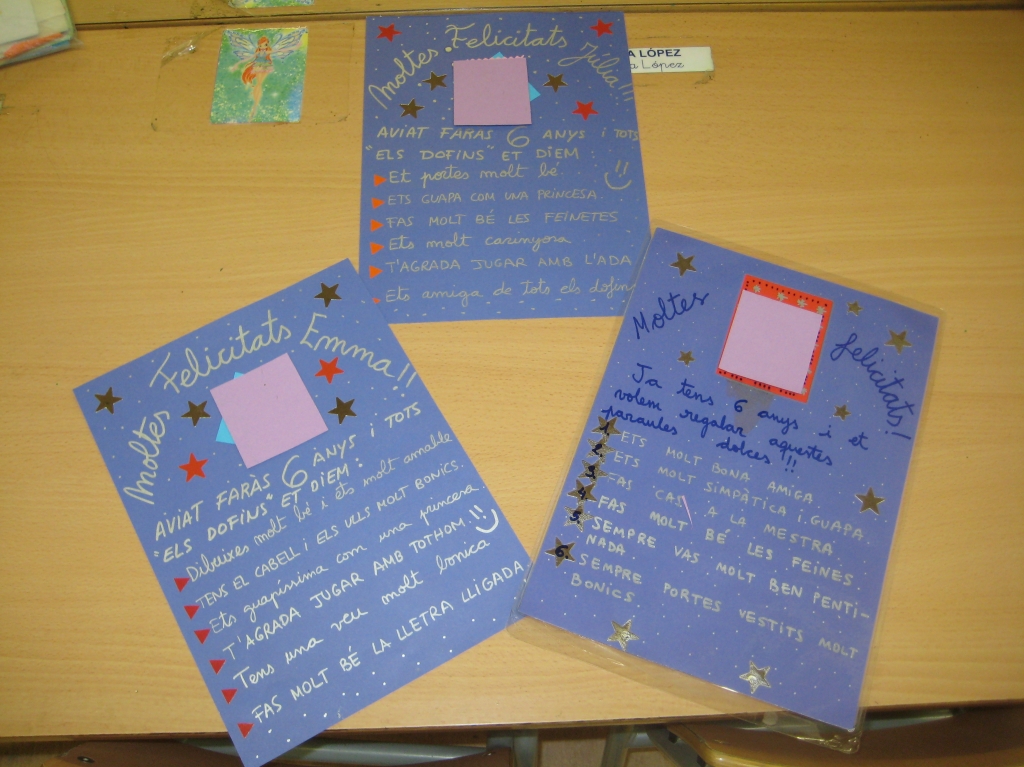 Moltes Felicitats Júlia!!!
AVIAT FARAS 6 ANYS i TOTS
"ELS DOFINS" ET DIEM :
Et portes molt bé.
ETS GUAPA COM UNA PRINCESA.
FAS MOLT BÉ LES FEINETES
Ets molt carinyosa
T'AGRADA JUGAR AMB L'ADA
Ets amiga de tots els dofins
!!
A LÓPEZ
a López
Moltes Felicitats Emma!!
AVIAT FARÀS 6 ANYS i TOTS
"ELS DOFINS" ET DIEM :
Dibuixes molt bé i ets molt amable
TENS EL CABELL i ELS ULLS MOLT BONICS.
Ets guapíssima com una princesa
T'AGRADA JUGAR AMB TOTHOM.
Tens una veu molt bonica
FAS MOLT BÉ LA LLETRA LLIGADA
Moltes felicitats!
Ja tens 6 anys i et
volem regalar aquestes
paraules dolces !!!
1 ETS MOLT BONA AMIGA
2 ETS MOLT SIMPÀTICA i GUAPA.
3 FAS CAS A LA MESTRA
4 FAS MOLT BÉ LES FEINES
5 SEMPRE VAS MOLT BEN PENTI-
NADA
6 SEMPRE PORTES VESTITS MOLT
BONICS